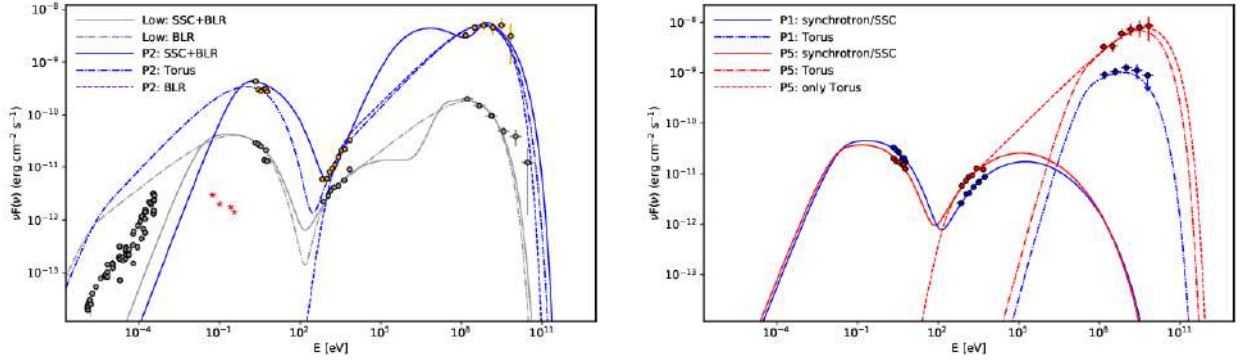 Low: SSC+BLR
Low: BLR
P2: SSC+BLR
P2: Torus
P2: BLR
10⁻⁸
10⁻⁹
10⁻¹⁰
10⁻¹¹
10⁻¹²
10⁻¹³
νF(ν) (erg cm⁻² s⁻¹)
10⁻⁴
10⁻¹
10²
10⁵
10⁸
10¹¹
E [eV]
P1: synchrotron/SSC
P1: Torus
P5: synchrotron/SSC
P5: Torus
P5: only Torus
10⁻⁸
10⁻⁹
10⁻¹⁰
10⁻¹¹
10⁻¹²
10⁻¹³
νF(ν) (erg cm⁻² s⁻¹)
10⁻⁴
10⁻¹
10²
10⁵
10⁸
10¹¹
E [eV]